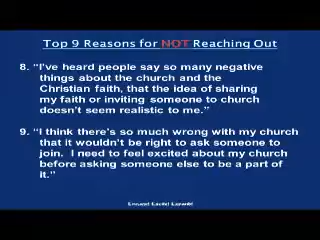 Top 9 Reasons for NOT Reaching Out
8. “I’ve heard people say so many negative
things about the church and the
Christian faith, that the idea of sharing
my faith or inviting someone to church
doesn’t seem realistic to me.”
9. “I think there’s so much wrong with my church
that it wouldn’t be right to ask someone to
join.  I need to feel excited about my church
before asking someone else to be a part of
it.”